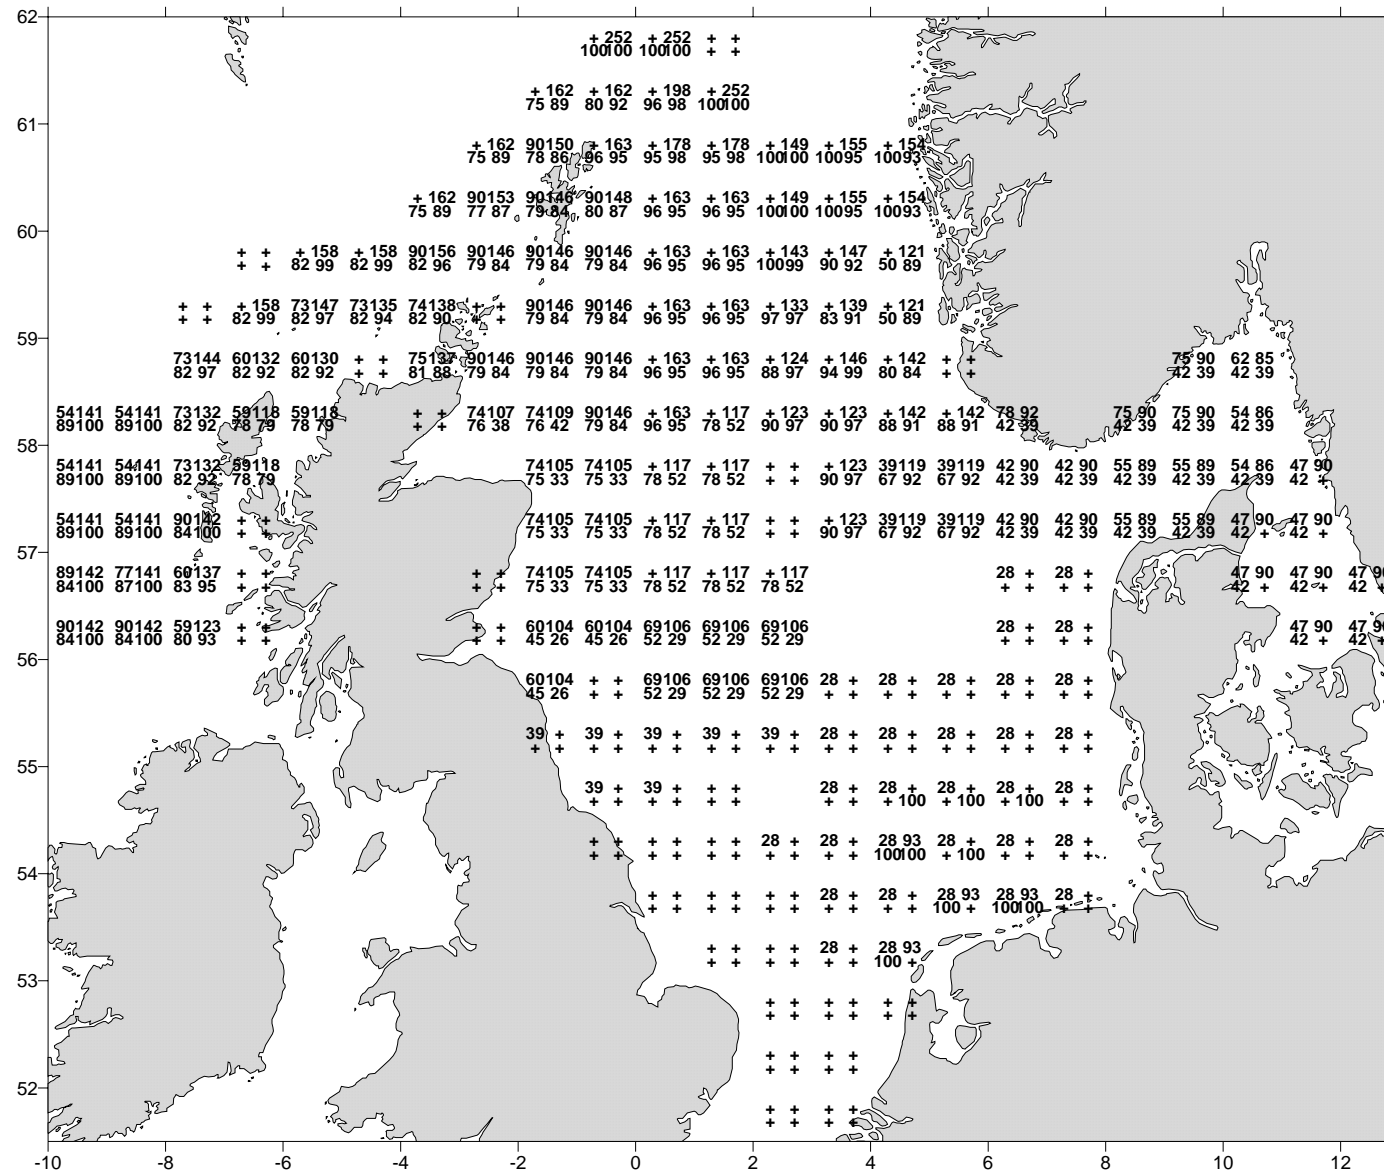 62
+ 252 + 252 + +
100100 100100 + +
+ 162 + 162 + 198 + 252
75 89 80 92 96 98 100100
61
+ 162 90150 + 163 + 178 + 178 + 149 + 155 + 154
75 89 78 86 96 95 95 98 95 98 100100 10095 10093
+ 162 90153 90146 90148 + 163 + 163 + 149 + 155 + 154
75 89 77 87 79 84 80 87 96 95 96 95 100100 10095 10093
60
+ + + 158 + 158 90156 90146 90146 90146 + 163 + 163 + 143 + 147 + 121
+ + 82 99 82 99 82 96 79 84 79 84 79 84 96 95 96 95 10099 90 92 50 89
+ + + 158 73147 73135 74138 + + 90146 90146 + 163 + 163 + 133 + 139 + 121
+ + 82 99 82 97 82 94 82 90 + + 79 84 79 84 96 95 96 95 97 97 83 91 50 89
59
73144 60132 60130 + + 75137 90146 90146 90146 + 163 + 163 + 124 + 146 + 142 + + 75 90 62 85
82 97 82 92 82 92 + + 81 88 79 84 79 84 79 84 96 95 96 95 88 97 94 99 80 84 + + 42 39 42 39
54141 54141 73132 59118 59118 + + 74107 74109 90146 + 163 + 117 + 123 + 123 + 142 + 142 78 92 75 90 75 90 54 86
89100 89100 82 92 78 79 78 79 + + 76 38 76 42 79 84 96 95 78 52 90 97 90 97 88 91 88 91 42 39 42 39 42 39 42 39
58
54141 54141 73132 59118 74105 74105 + 117 + 117 + + + 123 39119 39119 42 90 42 90 55 89 55 89 54 86 47 90
89100 89100 82 92 78 79 75 33 75 33 78 52 78 52 + + 90 97 67 92 67 92 42 39 42 39 42 39 42 39 42 39 42 +
54141 54141 90142 + + 74105 74105 + 117 + 117 + + + 123 39119 39119 42 90 42 90 55 89 55 89 47 90 47 90
89100 89100 84100 + + 75 33 75 33 78 52 78 52 + + 90 97 67 92 67 92 42 39 42 39 42 39 42 39 42 + 42 +
57
89142 77141 60137 + + + + 74105 74105 + 117 + 117 + 117 28 + 28 + 47 90 47 90 47 90
84100 87100 83 95 + + + + 75 33 75 33 78 52 78 52 78 52 + + + + 42 + 42 + 42 +
90142 90142 59123 + + + + 60104 60104 69106 69106 69106 28 + 28 + 47 90 47 90
84100 84100 80 93 + + + + 45 26 45 26 52 29 52 29 52 29 + + + + 42 + 42 +
56
60104 + + 69106 69106 69106 28 + 28 + 28 + 28 + 28 +
45 26 + + 52 29 52 29 52 29 + + + + + + + + + +
39 + 39 + 39 + 39 + 39 + 28 + 28 + 28 + 28 + 28 +
+ + + + + + + + + + + + + + + + + + + +
55
39 + 39 + + + 28 + 28 + 28 + 28 + 28 +
+ + + + + + + + + 100 + 100 + 100 + +
+ + + + + + 28 + 28 + 28 93 28 + 28 + 28 +
+ + + + + + + + + + 100100 + 100 + + + +
54
+ + + + + + 28 + 28 + 28 93 28 93 28 +
+ + + + + + + + + + 100 + 100100 + +
+ + + + 28 + 28 93
+ + + + + + 100 +
53
+ + + + + +
+ + + + + +
+ + + +
+ + + +
52
+ + + +
+ + + +
-10 -8 -6 -4 -2 0 2 4 6 8 10 12